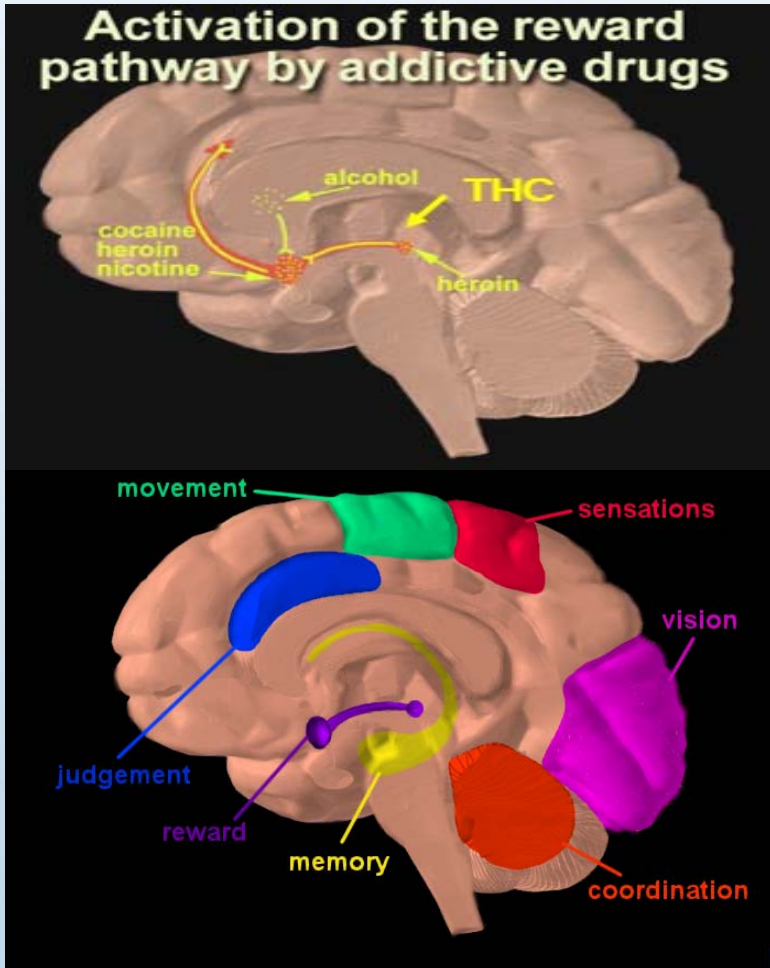 Activation of the reward
pathway by addictive drugs
alcohol
THC
cocaine
heroin
nicotine
heroin
movement
sensations
vision
judgement
reward
memory
coordination